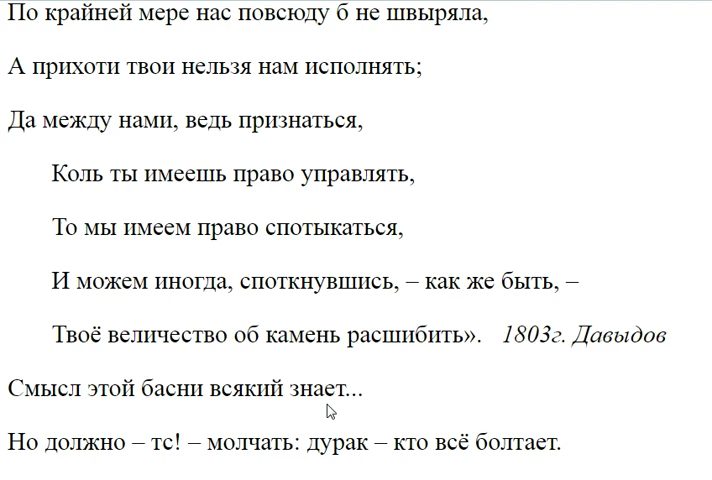 По крайней мере нас повсюду б не швыряла,
А прихоти твои нельзя нам исполнять;
Да между нами, ведь признаться,
Коль ты имеешь право управлять,
То мы имеем право спотыкаться,
И можем иногда, споткнувшись, – как же быть, –
Твоё величество об камень расшибить». 1803г. Давыдов
Смысл этой басни всякий знает...
Но должно – тс! – молчать: дурак – кто всё болтает.